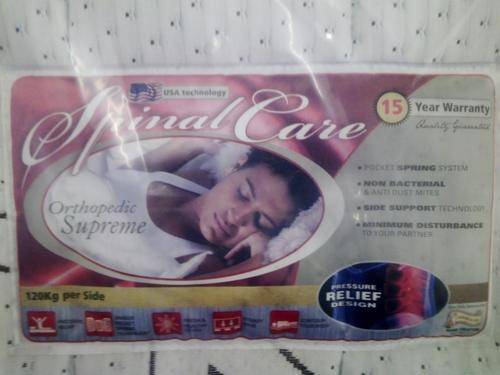 USA technology
Spinal Care
15 Year Warranty
Quality Guaranteed
Orthopedic
Supreme
• POCKET SPRING SYSTEM
• NON BACTERIAL
& ANTI DUST MITES
• SIDE SUPPORT TECHNOLOGY
• MINIMUM DISTURBANCE
TO YOUR PARTNER
120Kg per Side
PRESSURE
RELIEF
DESIGN